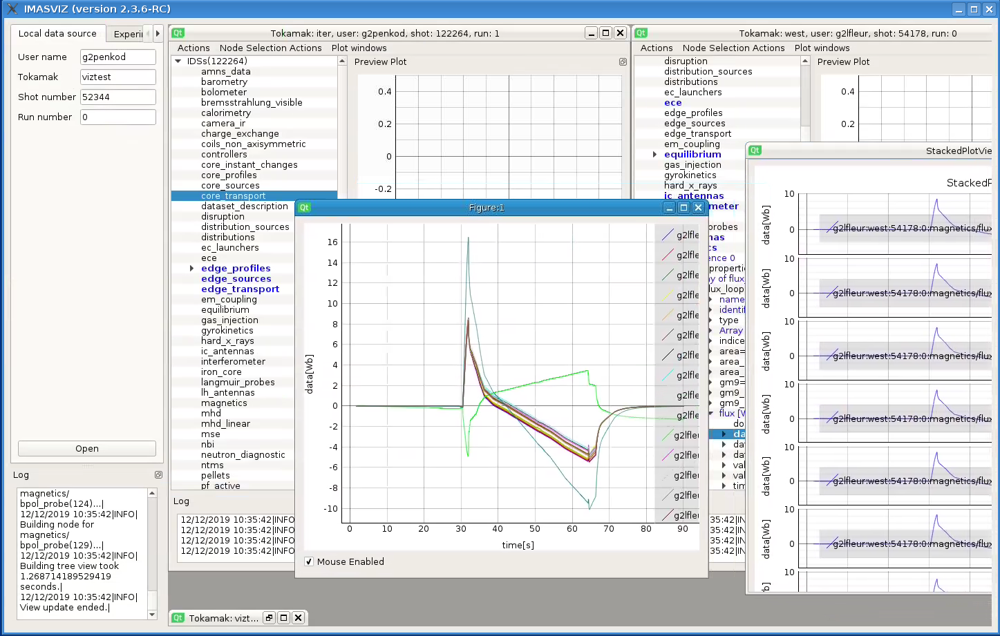 IMASVIZ (version 2.3.6-RC)
Local data source
Experi
User name
g2penkod
Tokamak
viztest
Shot number
52344
Run number
0
Open
Log
magnetics/
bpol_probe(124)...|
12/12/2019 10:35:42|INFO|
Building node for
magnetics/
bpol_probe(129)...|
12/12/2019 10:35:42|INFO|
Building tree view took
1.268714189529419
seconds.|
12/12/2019 10:35:42|INFO|
View update ended.|
Qt
Tokamak: iter, user: g2penkod, shot: 122264, run: 1
Actions
Node Selection Actions
Plot windows
IDSs(122264)
amns_data
barometry
bolometer
bremsstrahlung_visible
calorimetry
camera_ir
charge_exchange
coils_non_axisymmetric
controllers
core_instant_changes
core_profiles
core_sources
core_transport
dataset_description
disruption
distribution_sources
distributions
ec_launchers
ece
edge_profiles
edge_sources
edge_transport
em_coupling
equilibrium
gas_injection
gyrokinetics
hard_x_rays
ic_antennas
interferometer
iron_core
langmuir_probes
lh_antennas
magnetics
mhd
mhd_linear
mse
nbi
neutron_diagnostic
ntms
pellets
pf_active
Preview Plot
0.4
0.2
0
-0.2
Log
12/12/2019 10:35:42|INFO
12/12/2019 10:35:42|INFO
12/12/2019 10:35:42|INFO
12/12/2019 10:35:42|INFO
Qt
Tokamak: west, user: g2lfleur, shot: 54178, run: 0
Actions
Node Selection Actions
Plot windows
disruption
distribution_sources
distributions
ec_launchers
ece
edge_profiles
edge_sources
edge_transport
em_coupling
equilibrium
gas_injection
gyrokinetics
hard_x_rays
ic_antennas
meter
probes
nas
cs
ence 0
properti
y of flux
lux_loop
name
identif
type
Array
indice
area=
area_
area_
gm9=
gm9_
gm9_
flux [W
do
da
da
da
val
val
tim
Preview Plot
0.4
0.2
35:42|INFO
35:42|INFO
35:42|INFO
35:42|INFO
Qt
Figure:1
16
14
12
10
8
6
4
2
0
-2
-4
-6
-8
-10
data[Wb]
0
10
20
30
40
50
60
70
80
90
time[s]
g2lfle
g2lfle
g2lfle
g2lfle
g2lfle
g2lfle
g2lfle
g2lfle
g2lfle
g2lfle
g2lfleu
g2lfleu
g2lfleu
g2lfleu
g2lfleu
Mouse Enabled
Qt
StackedPlotVie
StackedP
10
0
data[Wb]
g2lfleur:west:54178:0:magnetics/flux
10
0
data[Wb]
g2lfleur:west:54178:0:magnetics/flux
10
0
data[Wb]
g2lfleur:west:54178:0:magnetics/flux
10
0
data[Wb]
g2lfleur:west:54178:0:magnetics/flux
10
0
data[Wb]
g2lfleur:west:54178:0:magnetics/flux
10
0
data[Wb]
g2lfleur:west:54178:0:magnetics/flux
10
b]
Qt
Tokamak: vizt...